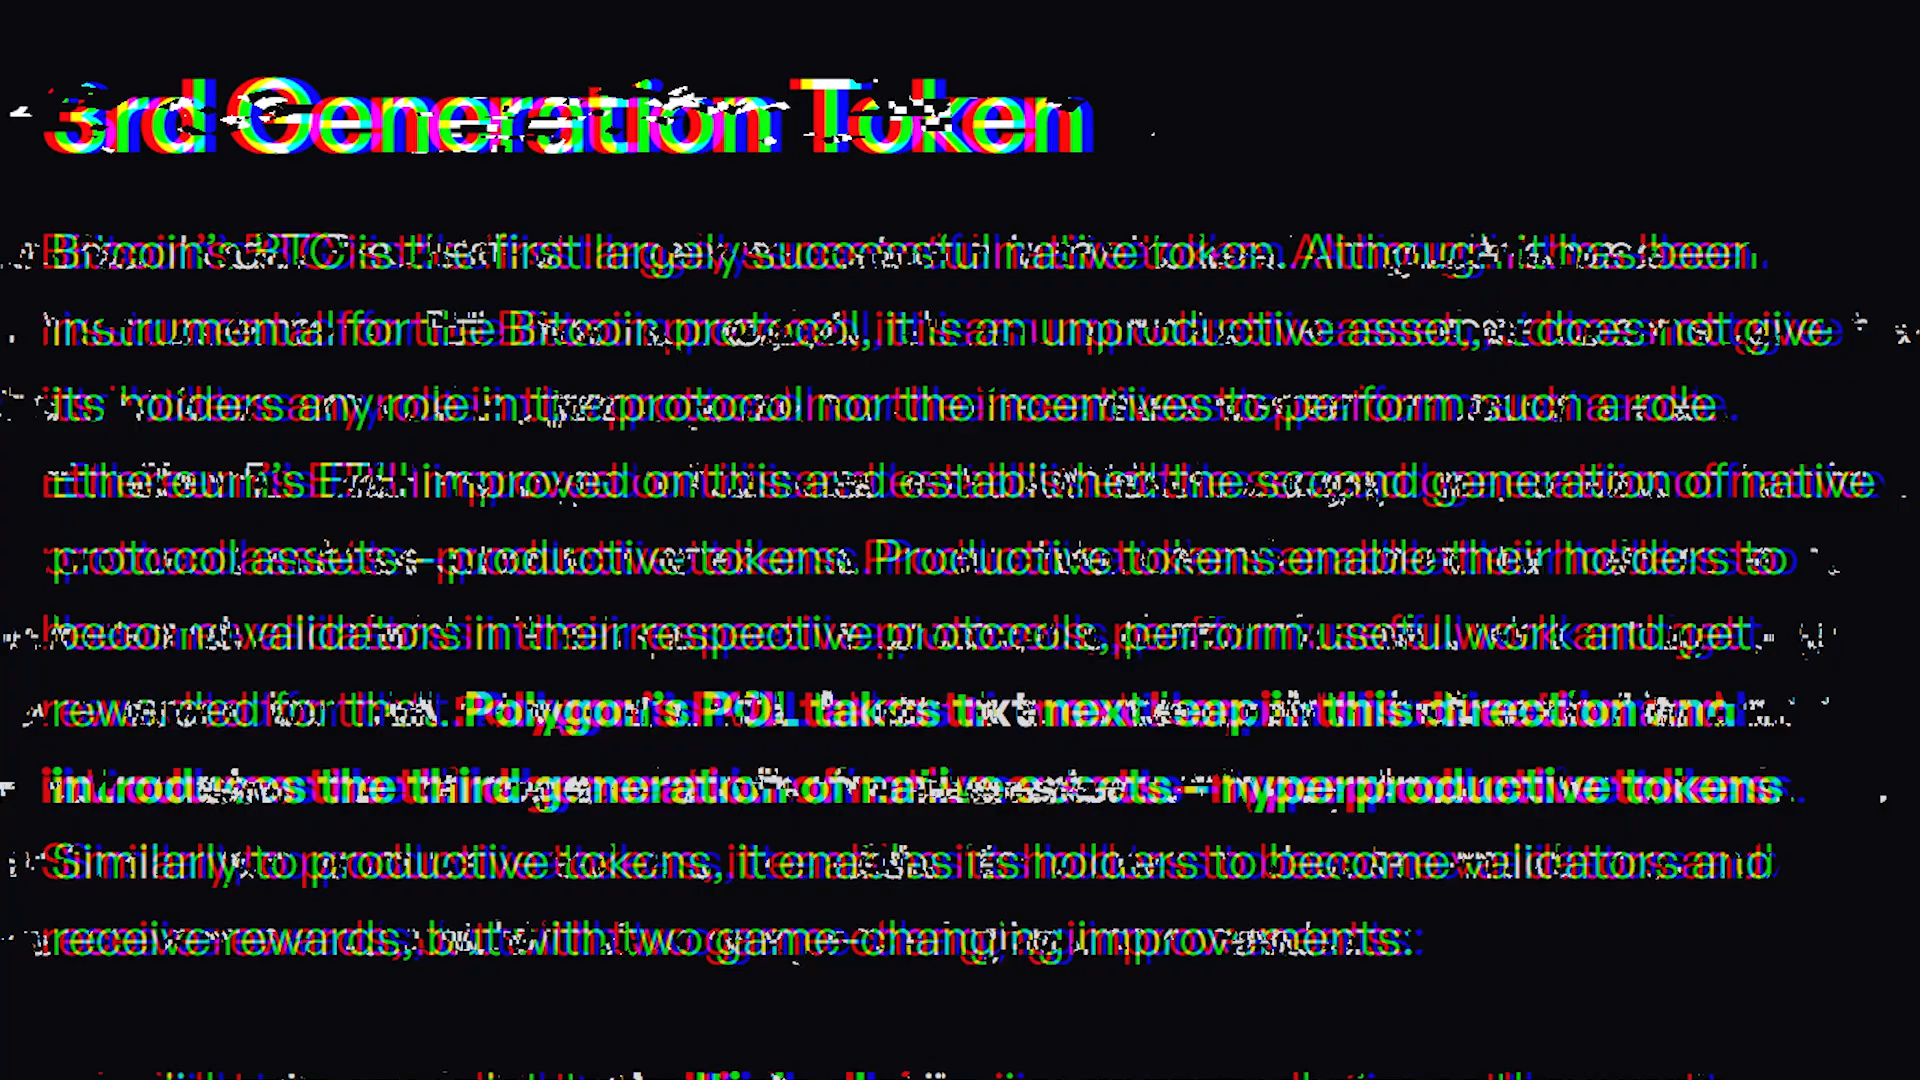 3rd Generation Token
Bitcoin's BTC is the first largely successful native token. Although it has been
instrumental for the Bitcoin protocol, it is an unproductive asset, as does not give
its holders any role in the protocol nor the incentives to perform such a role.
Ethereum's ETH improved on this and established the second generation of native
protocol assets – productive tokens. Productive tokens enable their holders to
become validators in their respective protocols, perform useful work and get
rewarded for that. Polygon's POL takes the next leap in this direction and
introduces the third generation of native assets – hyperproductive tokens
Similarly to productive tokens, it enables its holders to become validators and
receive rewards, but with two game-changing improvements: